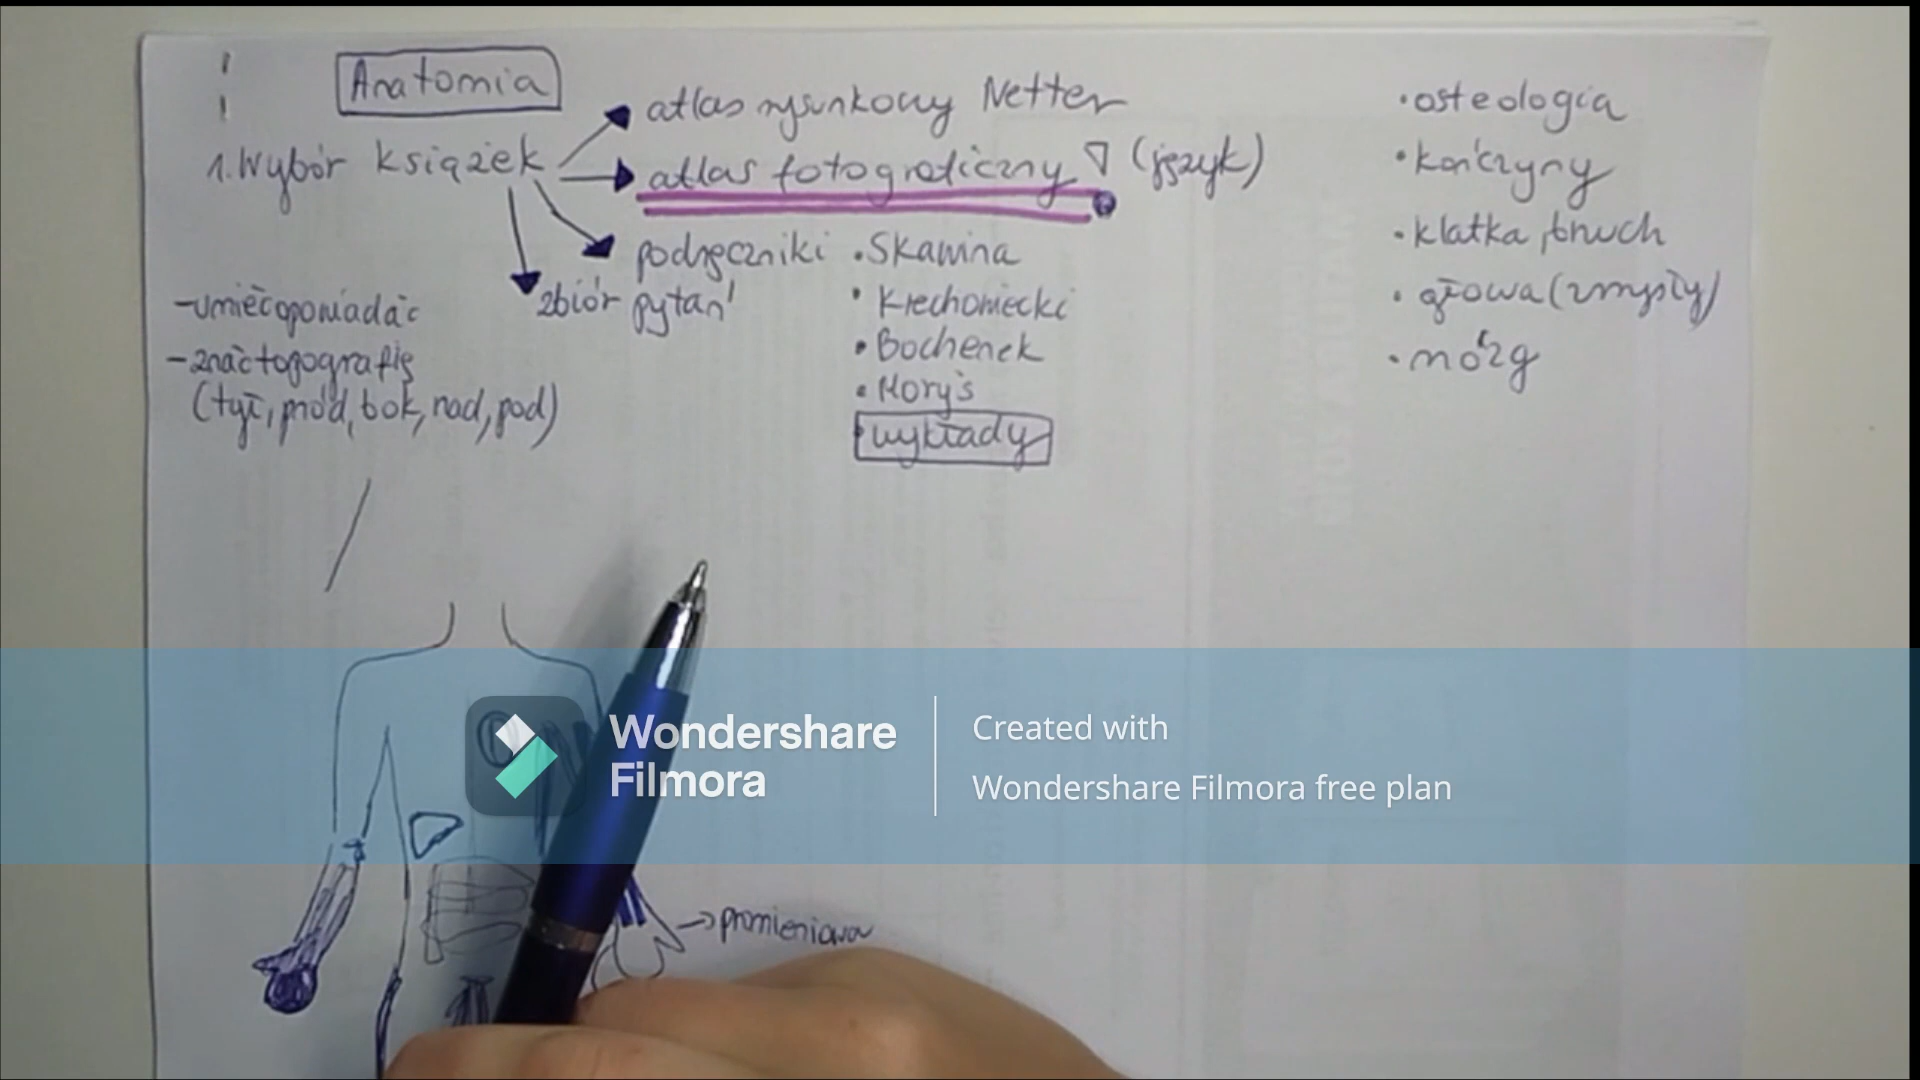 Anatomia
1. Wybór książek
atlas rysunkowy Netter
atlas fotograficzny ∇ (język)
podręczniki
• Skawina
• Krechowiecki
• Bochenek
• Moryś
• wykłady
zbiór pytań
- umieć opowiadać
- znać topografię
(tył, przód, bok, nad, pod)
• osteologia
• kończyny
• klatka, brzuch
• głowa (zmysły)
• mózg
→ promieniowa
Wondershare
Filmora
Created with
Wondershare Filmora free plan